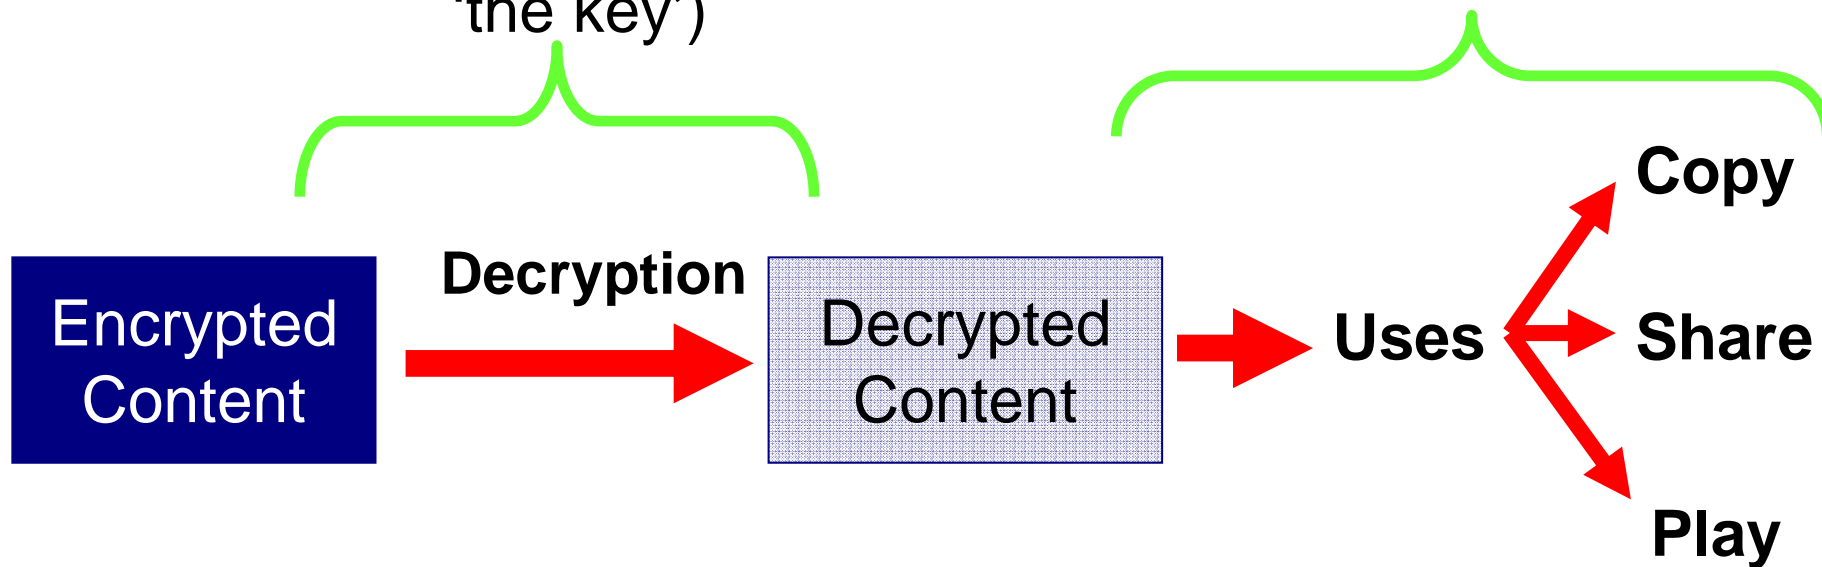 'the key')
Decryption
Encrypted
Content
Decrypted
Content
Uses
Copy
Share
Play